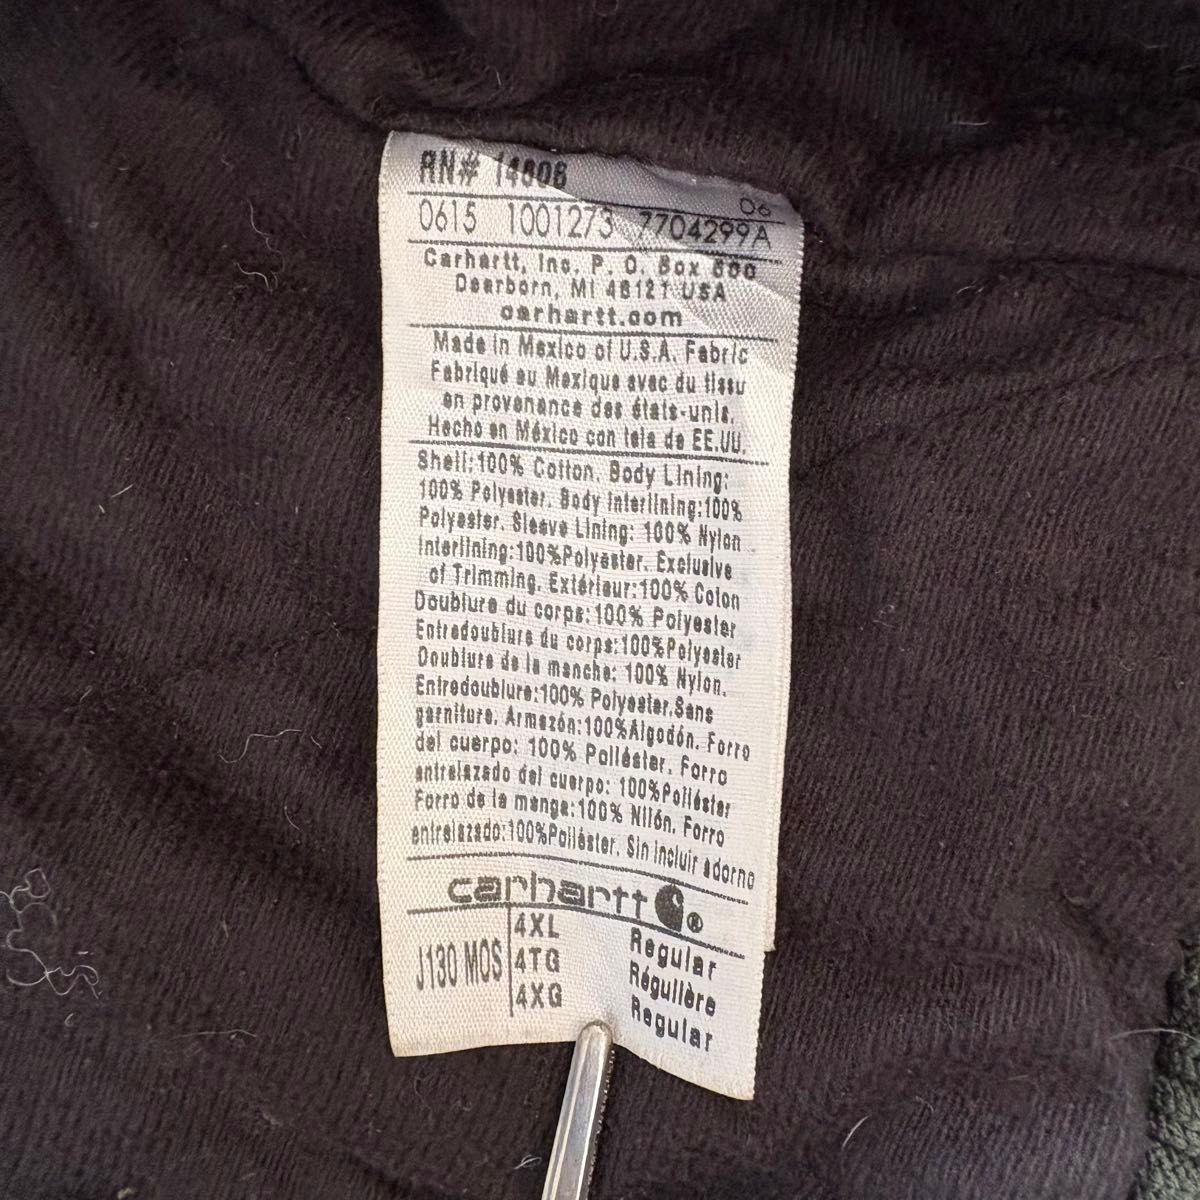 RN# 14806
06
0615 1001273 7704299A
Carhartt, Inc. P. O. Box 600
Dearborn, MI 48121 USA
carhartt.com
Made in Mexico of U.S.A. Fabric
Fabriqué au Mexique avec du tissu
en provenance des états-unis.
Hecho en México con tela de EE.UU.
Shell:100% Cotton. Body Lining:
100% Polyester. Body Interlining:100%
Polyester. Sleeve Lining: 100% Nylon
Interlining:100%Polyester. Exclusive
of Trimming. Extérieur:100% Coton
Doublure du corps:100% Polyester
Entredoublure du corps:100%Polyester
Doublure de la manche: 100% Nylon.
Entredoublure:100% Polyester.Sans
garniture. Armazón:100%Algodón. Forro
del cuerpo: 100% Poliéster. Forro
entrelazado del cuerpo: 100%Poliéster
Forro de la manga:100% Nilón. Forro
entrelazado:100%Poliéster. Sin incluir adorno
carhartt ®
J130 MOS
4XL Regular
4TG Régulière
4XG Regular